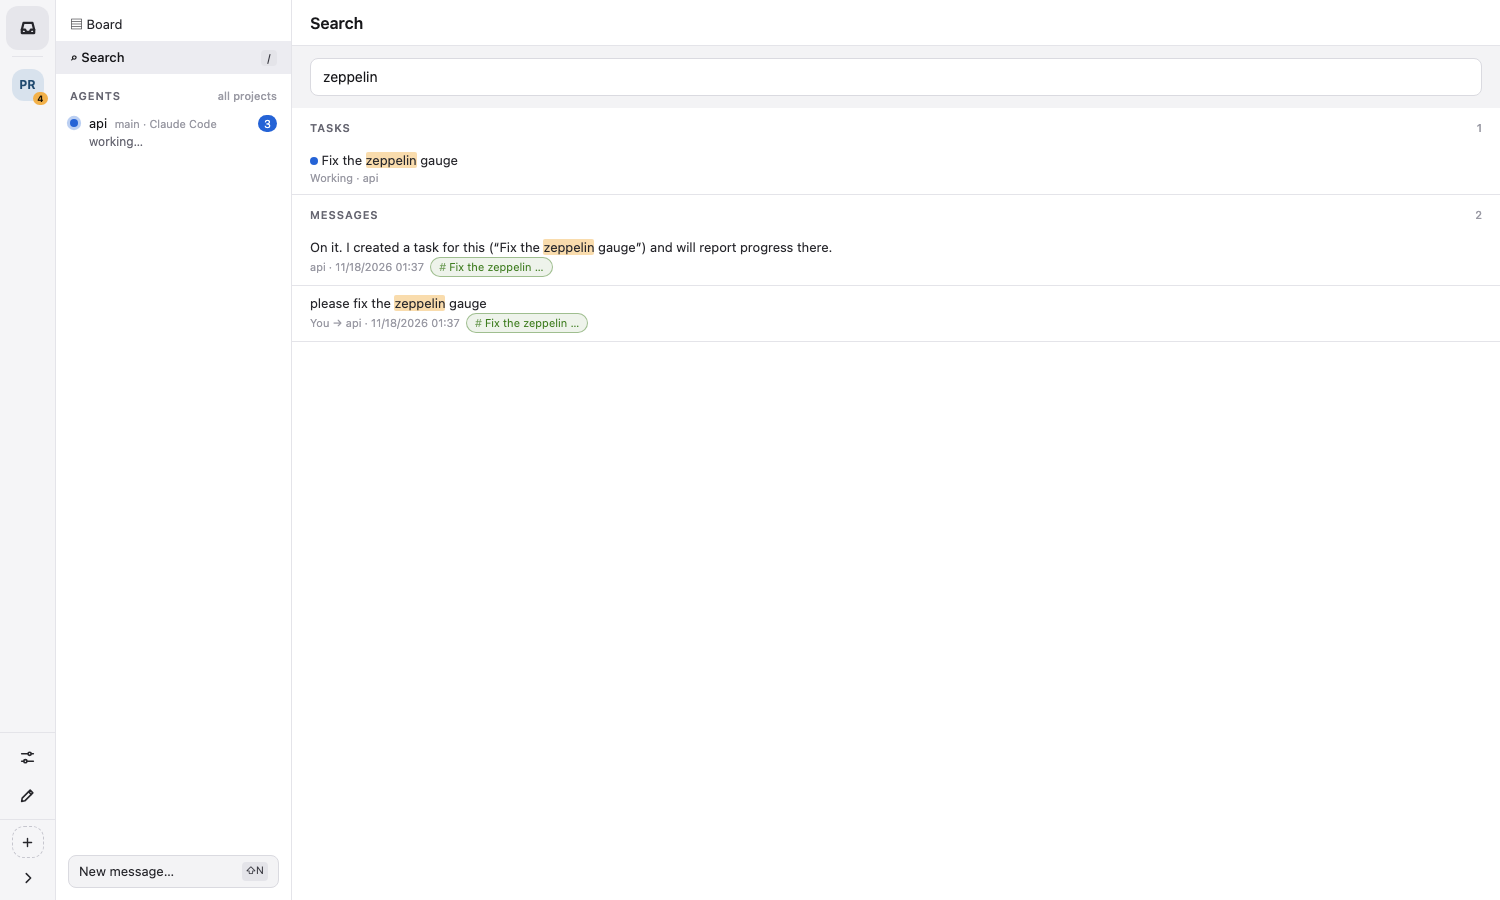 PR
4
Board
Search /
AGENTS all projects
api main · Claude Code 3
working...
New message... ⇧N
Search
zeppelin
TASKS 1
Fix the zeppelin gauge
Working · api
MESSAGES 2
On it. I created a task for this (“Fix the zeppelin gauge”) and will report progress there.
api · 11/18/2026 01:37 # Fix the zeppelin ...
please fix the zeppelin gauge
You → api · 11/18/2026 01:37 # Fix the zeppelin ...